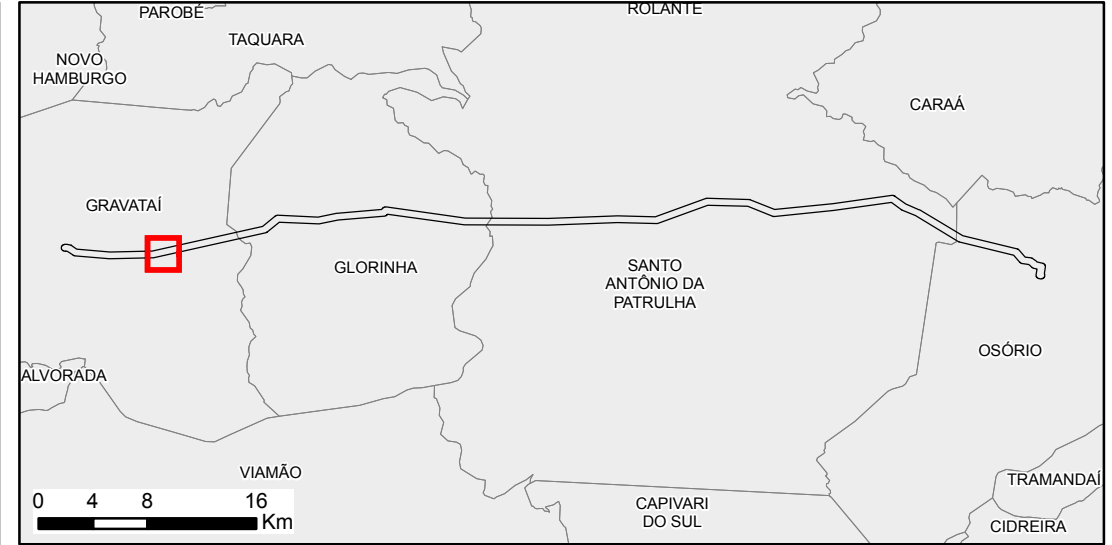 PAROBÉ
ROLANTE
TAQUARA
NOVO
HAMBURGO
CARAÁ
GRAVATAÍ
GLORINHA
SANTO
ANTÔNIO DA
PATRULHA
OSÓRIO
ALVORADA
VIAMÃO
TRAMANDAÍ
CAPIVARI
DO SUL
CIDREIRA
0 4 8 16
Km